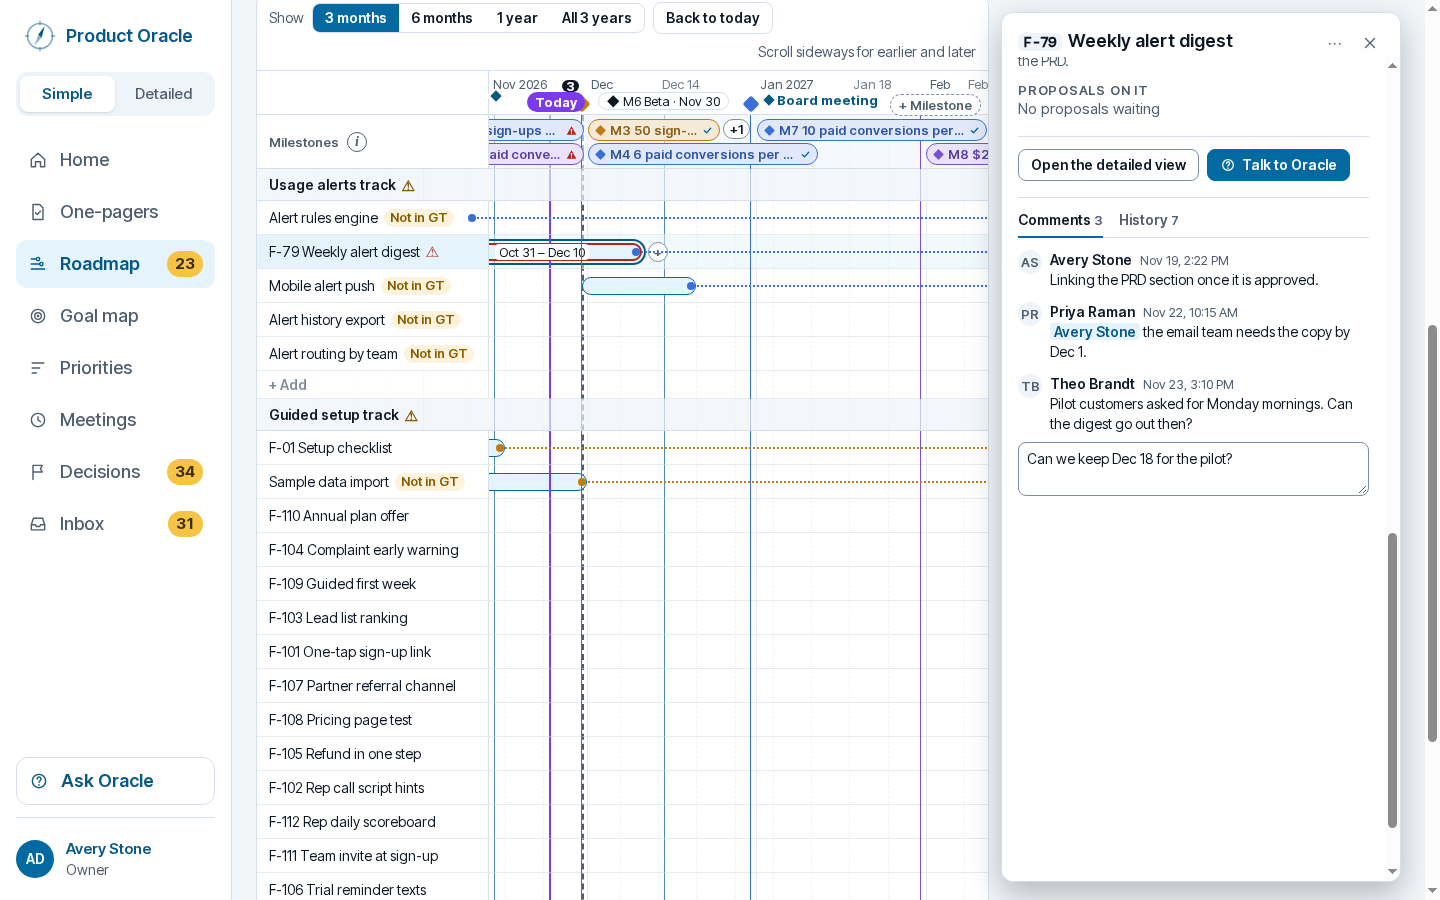 Product Oracle
Simple
Detailed
Home
One-pagers
Roadmap 23
Goal map
Priorities
Meetings
Decisions 34
Inbox 31
Ask Oracle
AD
Avery Stone
Owner
Show
3 months
6 months
1 year
All 3 years
Back to today
Scroll sideways for earlier and later
Nov 2026
3
Dec
Dec 14
Jan 2027
Jan 18
Feb
Feb
Today
M6 Beta · Nov 30
Board meeting
+ Milestone
Milestones i
sign-ups ...
M3 50 sign-...
+1
M7 10 paid conversions per...
paid conve...
M4 6 paid conversions per ...
M8 $2
Usage alerts track
Alert rules engine Not in GT
F-79 Weekly alert digest
Oct 31 – Dec 10
Mobile alert push Not in GT
Alert history export Not in GT
Alert routing by team Not in GT
+ Add
Guided setup track
F-01 Setup checklist
Sample data import Not in GT
F-110 Annual plan offer
F-104 Complaint early warning
F-109 Guided first week
F-103 Lead list ranking
F-101 One-tap sign-up link
F-107 Partner referral channel
F-108 Pricing page test
F-105 Refund in one step
F-102 Rep call script hints
F-112 Rep daily scoreboard
F-111 Team invite at sign-up
F-106 Trial reminder texts
F-79 Weekly alert digest
the PRD.
PROPOSALS ON IT
No proposals waiting
Open the detailed view
Talk to Oracle
Comments 3
History 7
AS Avery Stone Nov 19, 2:22 PM
Linking the PRD section once it is approved.
PR Priya Raman Nov 22, 10:15 AM
Avery Stone the email team needs the copy by
Dec 1.
TB Theo Brandt Nov 23, 3:10 PM
Pilot customers asked for Monday mornings. Can
the digest go out then?
Can we keep Dec 18 for the pilot?